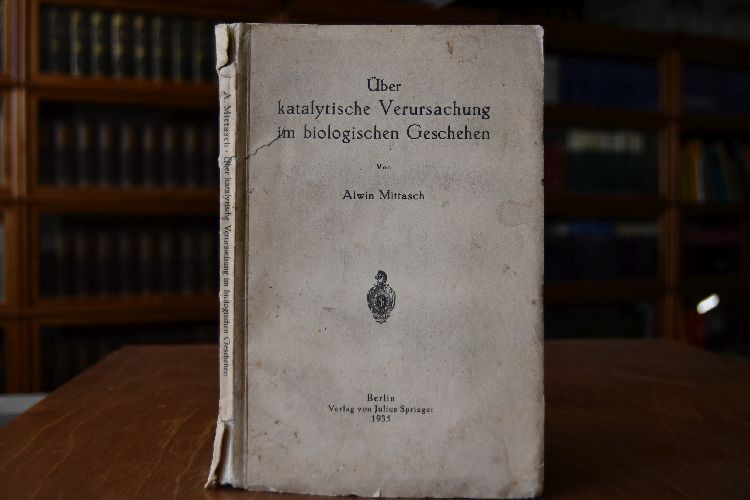 Über
katalytische Verursachung
im biologischen Geschehen
Von
Alwin Mittasch
Berlin
Verlag von Julius Springer
1935
A. Mittasch · Über katalytische Verursachung im biologischen Geschehen